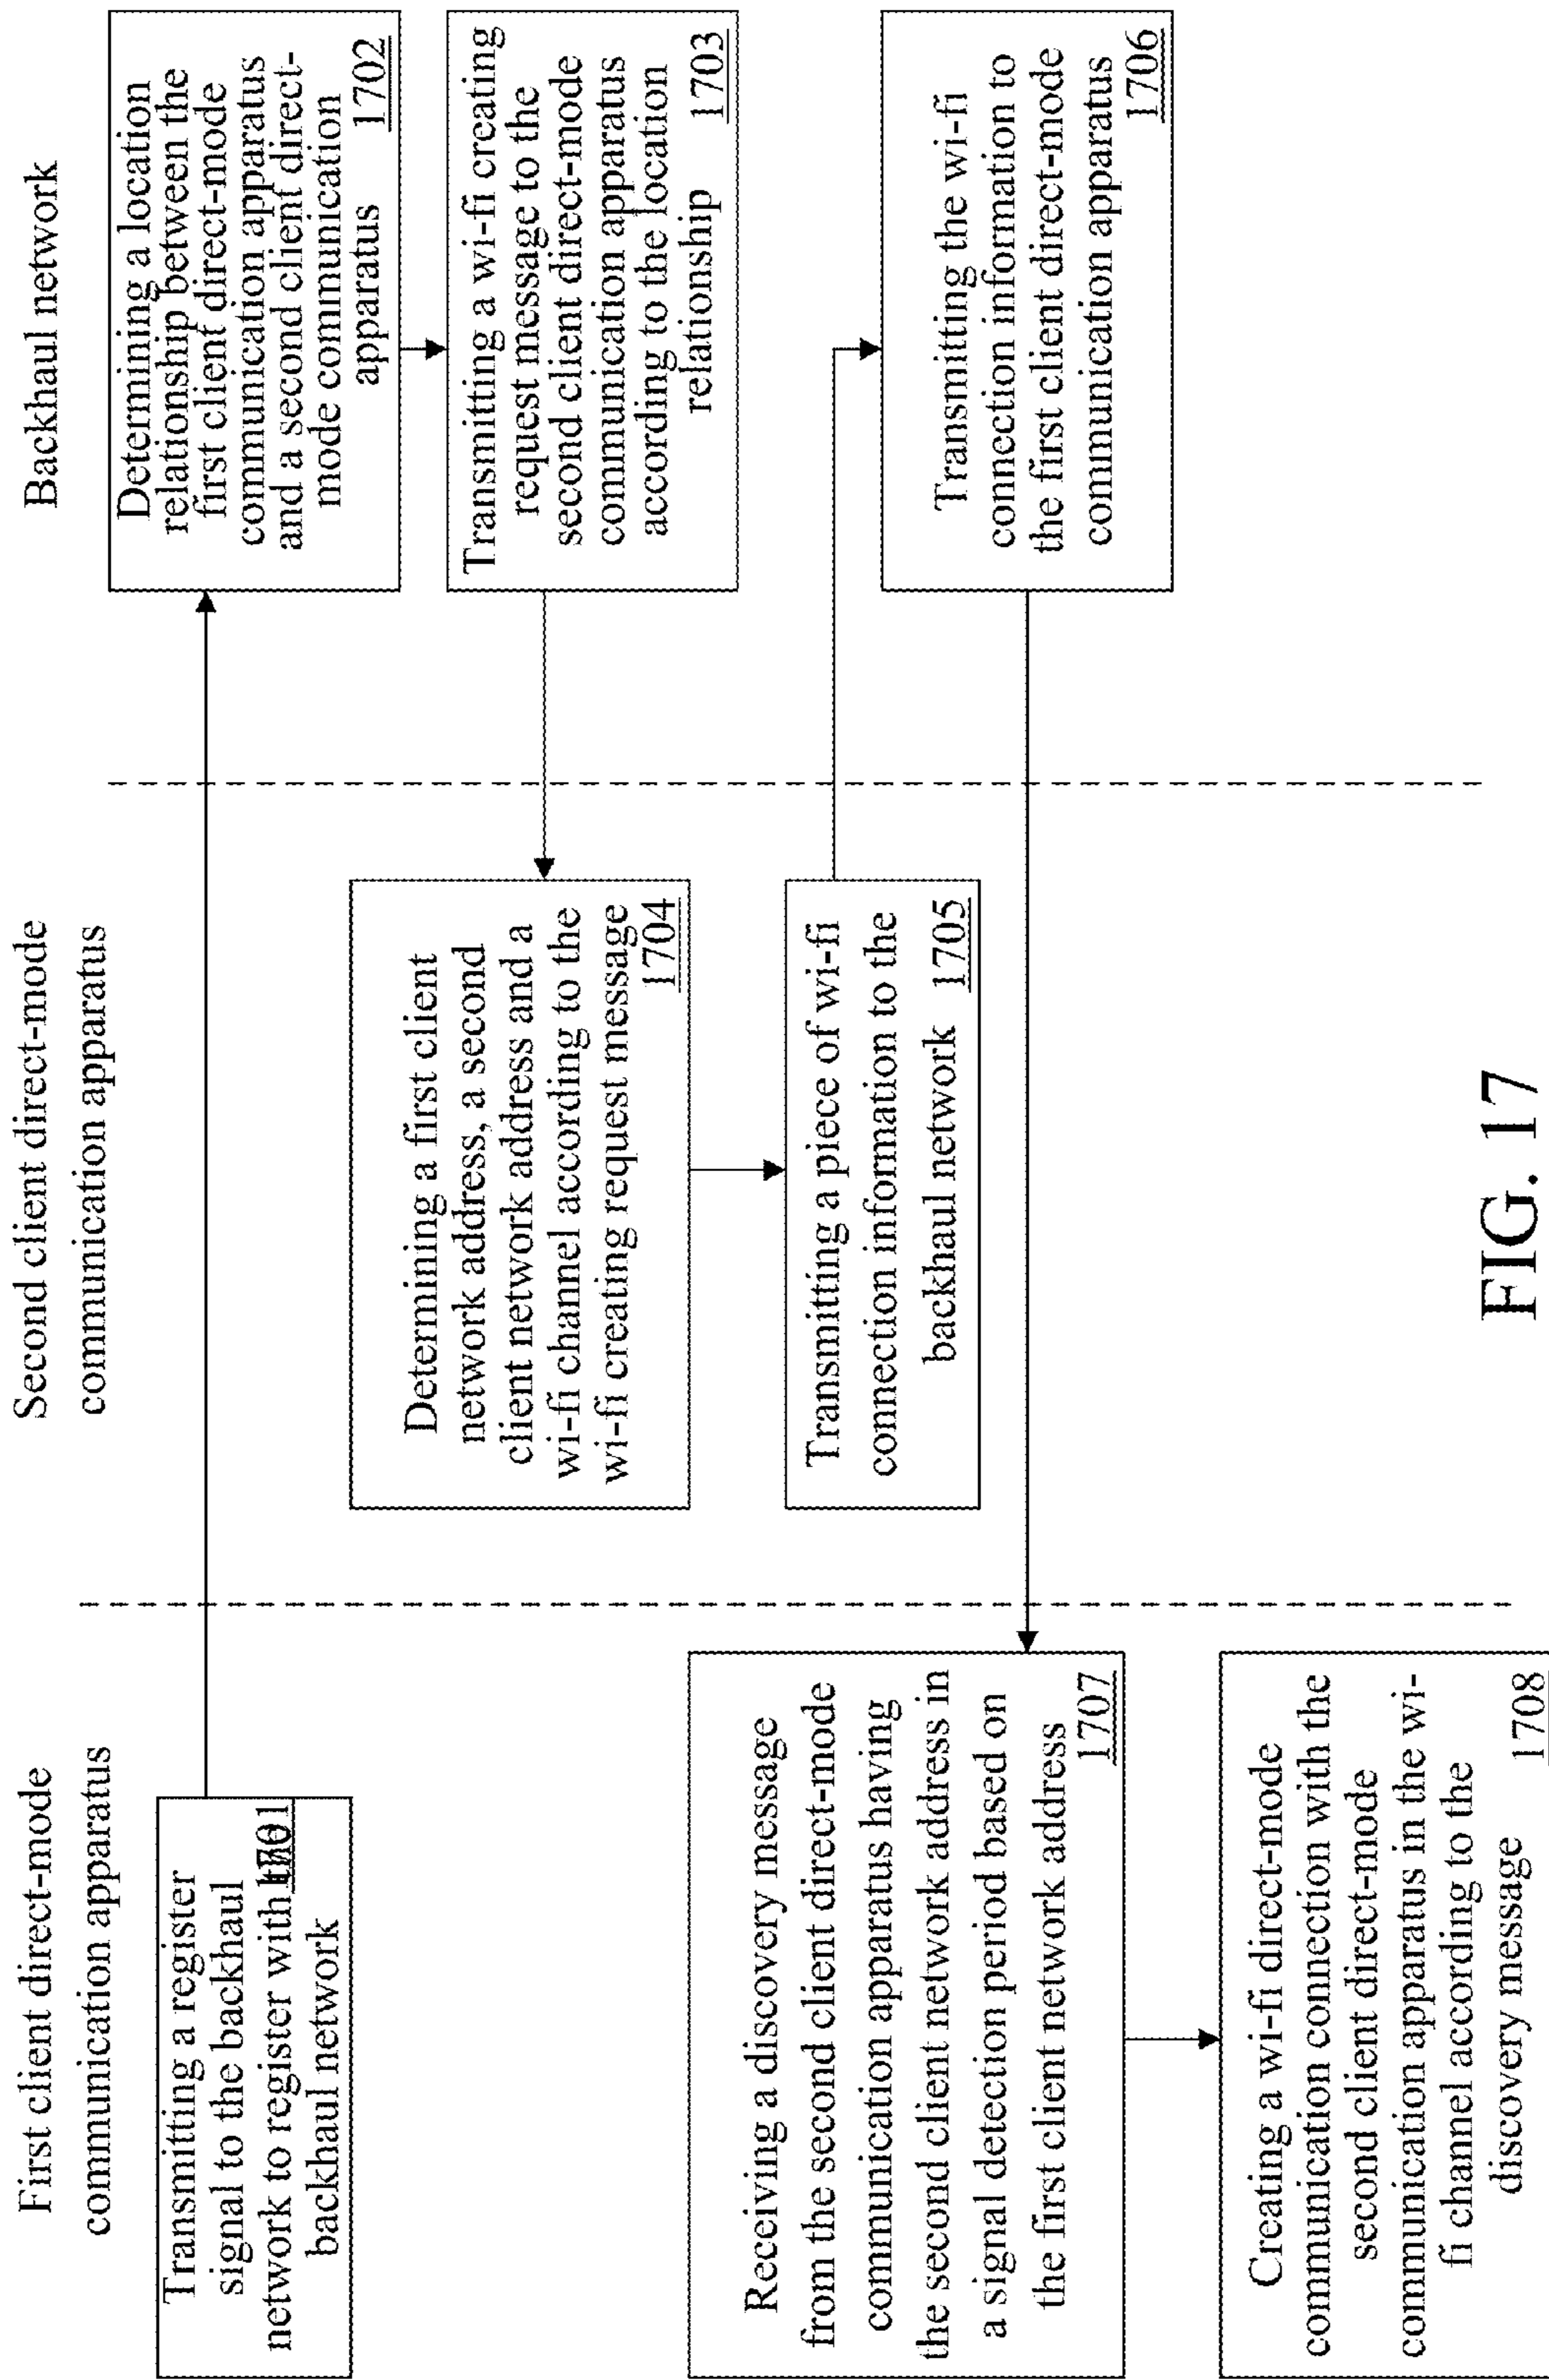 First client direct-mode
communication apparatus
Second client direct-mode
communication apparatus
Backhaul network
Transmitting a register
signal to the backhaul
network to register with
backhaul network
1701
Determining a location
relationship between the
first client direct-mode
communication apparatus
and a second client direct-
mode communication
apparatus 1702
Transmitting a wi-fi creating
request message to the
second client direct-mode
communication apparatus
according to the location
relationship 1703
Determining a first client
network address, a second
client network address and a
wi-fi channel according to the
wi-fi creating request message
1704
Transmitting a piece of wi-fi
connection information to the
backhaul network 1705
Transmitting the wi-fi
connection information to
the first client direct-mode
communication apparatus
1706
Receiving a discovery message
from the second client direct-mode
communication apparatus having
the second client network address in
a signal detection period based on
the first client network address
1707
Creating a wi-fi direct-mode
communication connection with the
second client direct-mode
communication apparatus in the wi-
fi channel according to the
discovery message 1708
FIG. 17